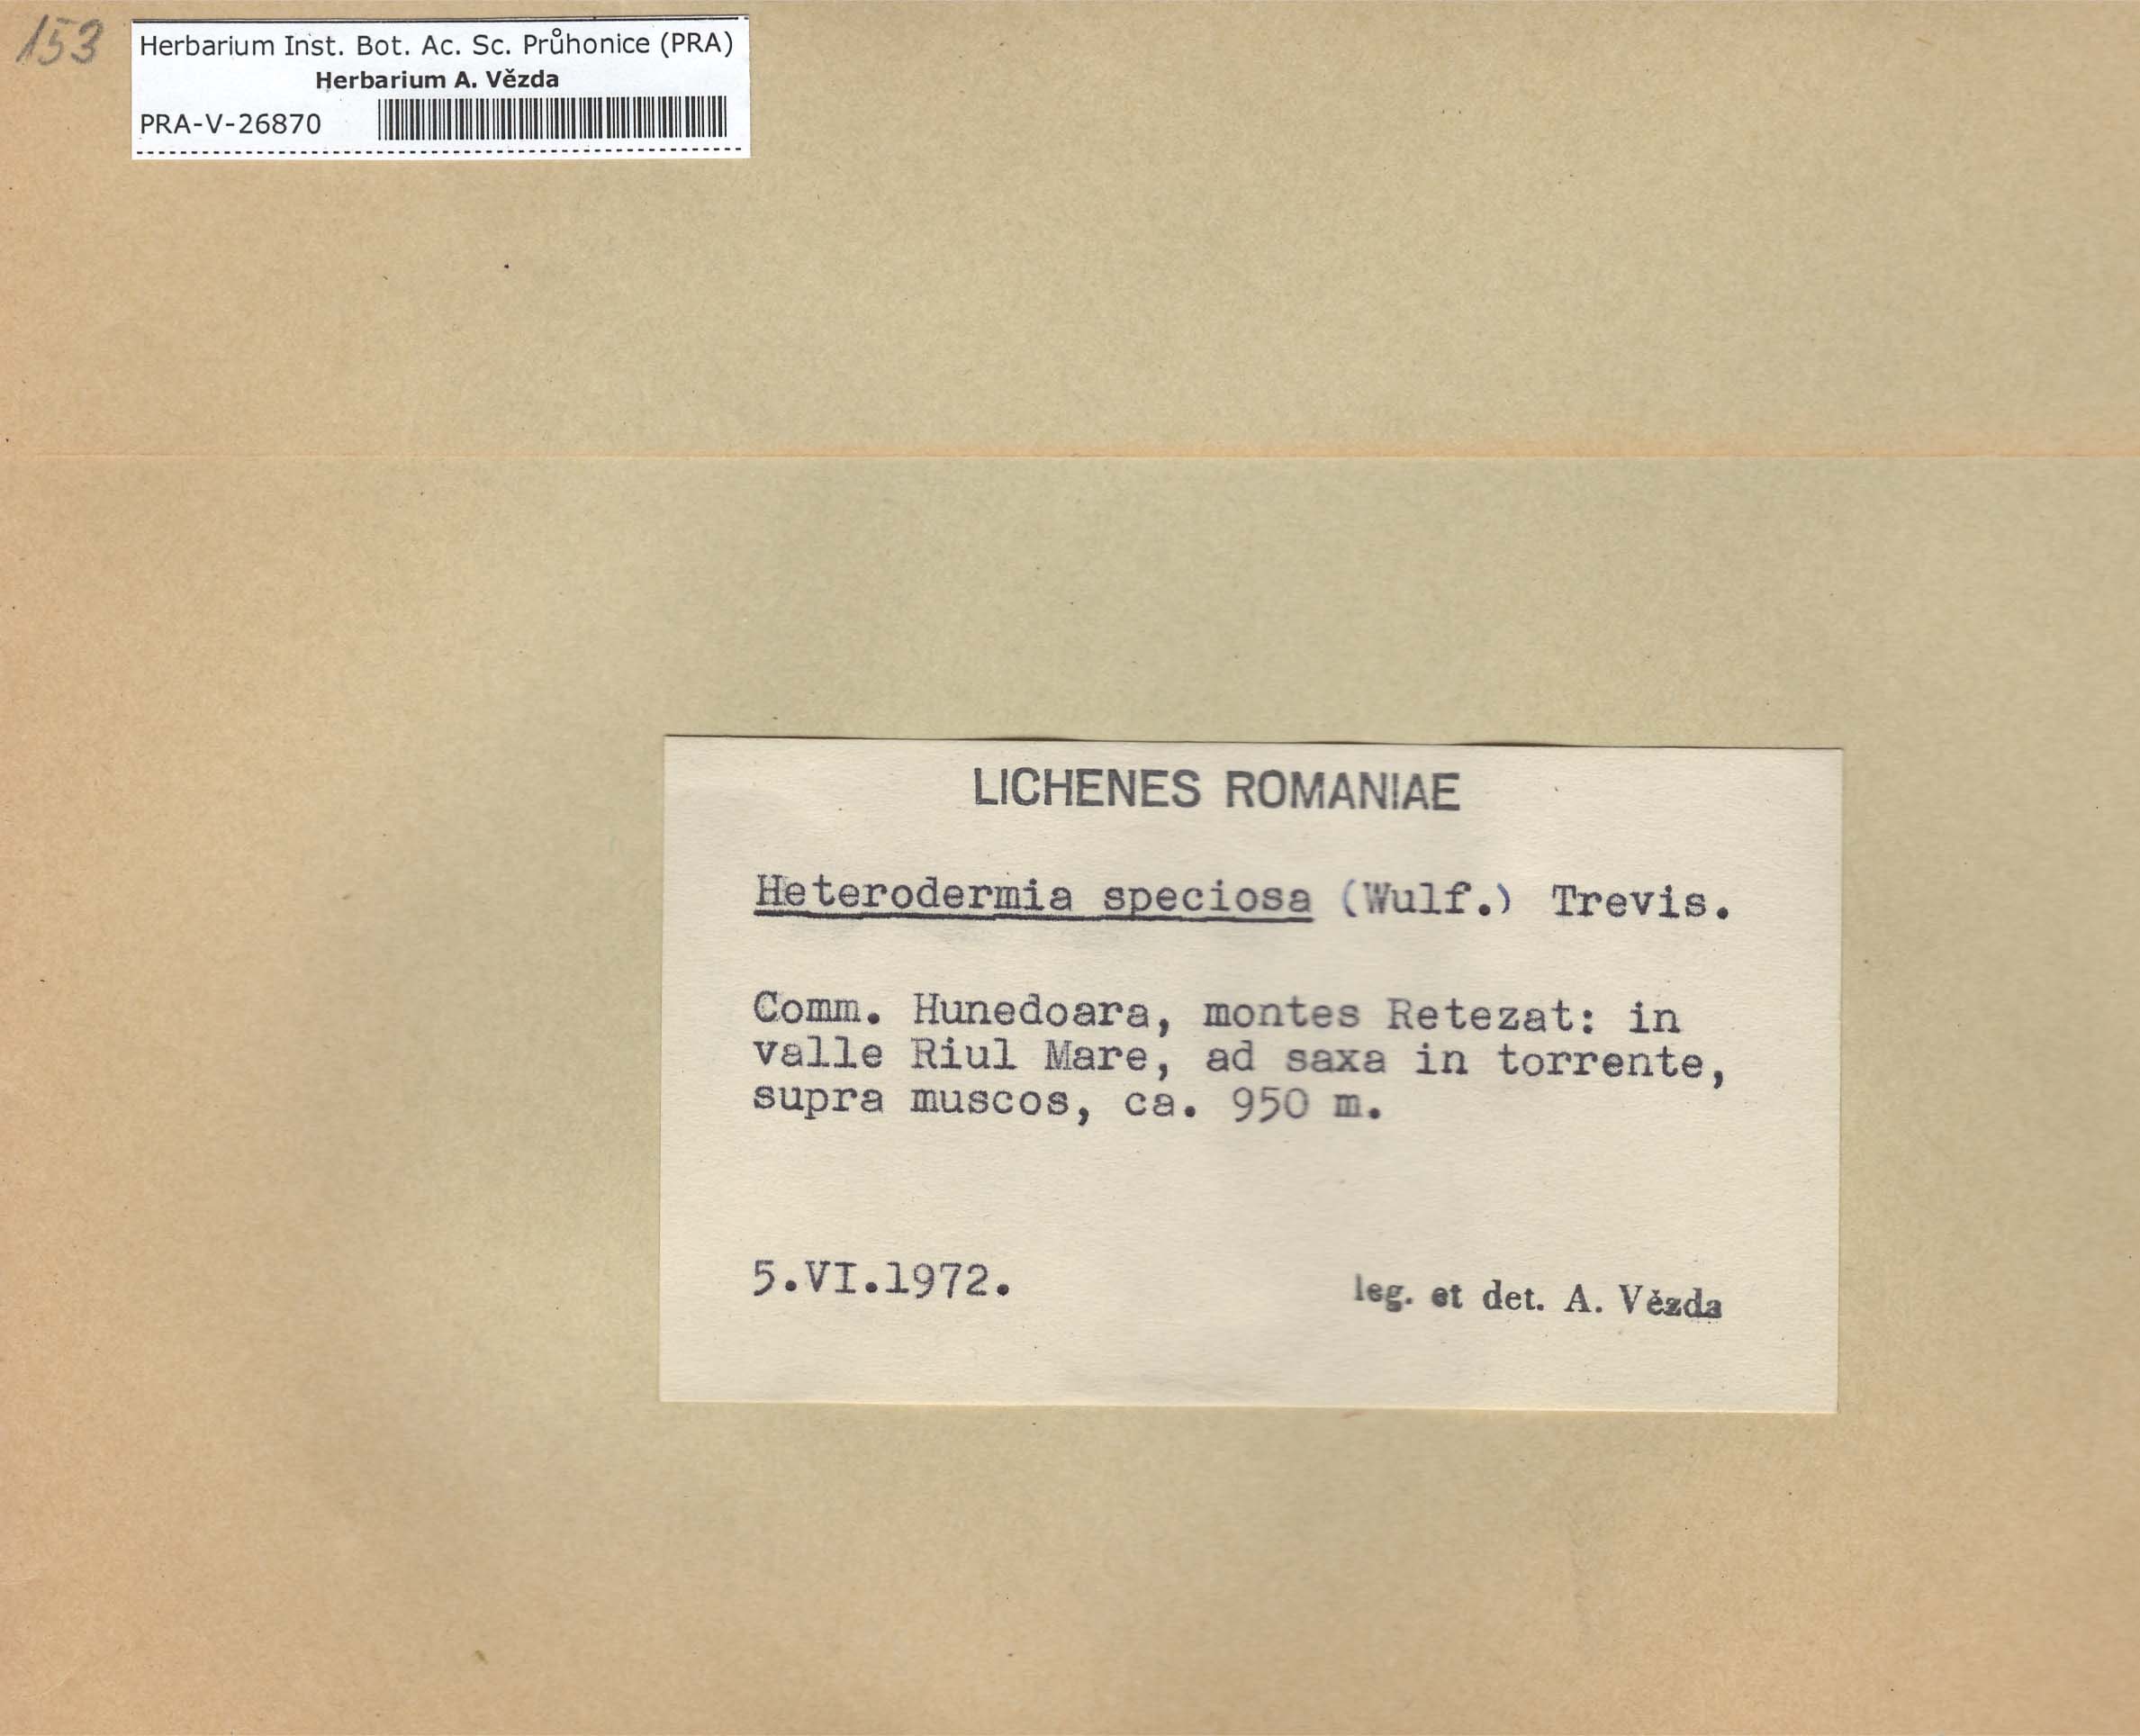 153
Herbarium Inst. Bot. Ac. Sc. Průhonice (PRA)
Herbarium A. Vězda
PRA-V-26870
LICHENES ROMANIAE
Heterodermia speciosa (Wulf.) Trevis.
Comm. Hunedoara, montes Retezat: in
valle Riul Mare, ad saxa in torrente,
supra muscos, ca. 950 m.
5.VI.1972.
leg. et det. A. Vězda